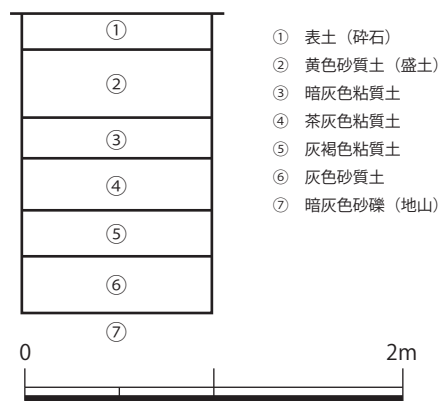 ①
②
③
④
⑤
⑥
⑦
① 表土（砕石）
② 黄色砂質土（盛土）
③ 暗灰色粘質土
④ 茶灰色粘質土
⑤ 灰褐色粘質土
⑥ 灰色砂質土
⑦ 暗灰色砂礫（地山）
0 2m